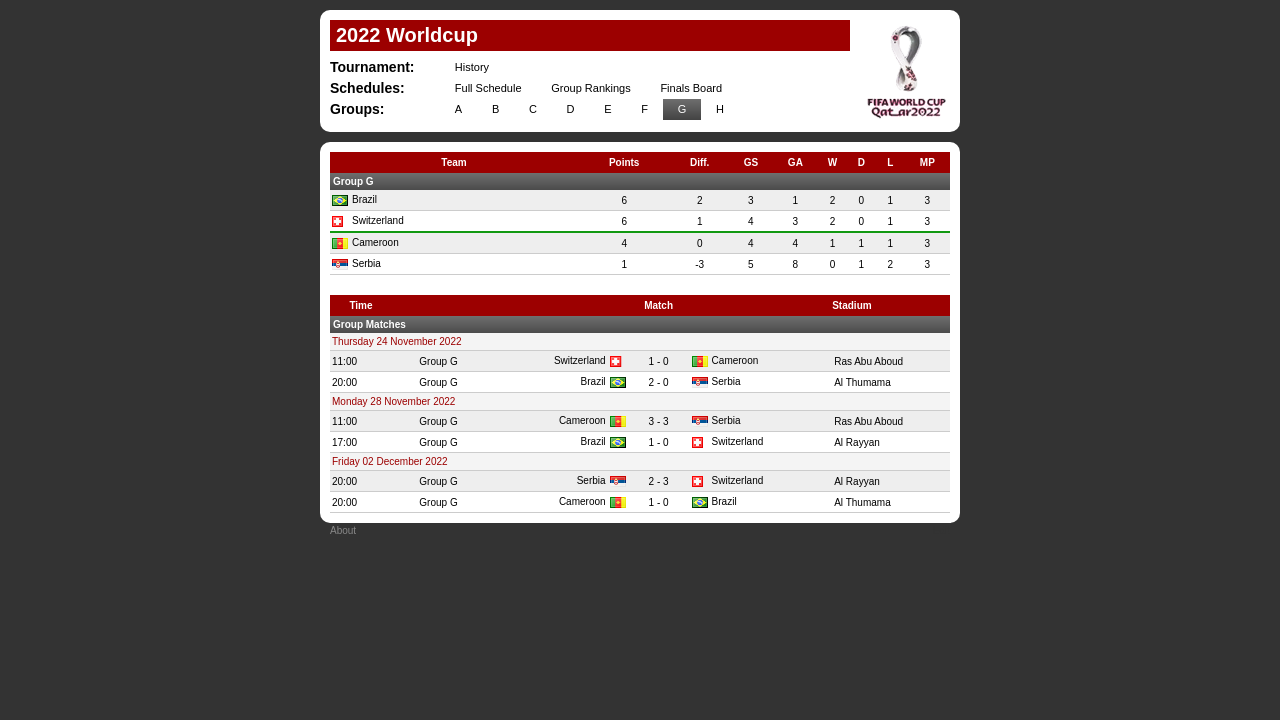 2022 Worldcup
Tournament: History
Schedules: Full Schedule Group Rankings Finals Board
Groups: A B C D E F G H
FIFA WORLD CUP
Qatar2022
Team Points Diff. GS GA W D L MP
Group G
Brazil 6 2 3 1 2 0 1 3
Switzerland 6 1 4 3 2 0 1 3
Cameroon 4 0 4 4 1 1 1 3
Serbia 1 -3 5 8 0 1 2 3
Time Match Stadium
Group Matches
Thursday 24 November 2022
11:00 Group G Switzerland 1 - 0 Cameroon Ras Abu Aboud
20:00 Group G Brazil 2 - 0 Serbia Al Thumama
Monday 28 November 2022
11:00 Group G Cameroon 3 - 3 Serbia Ras Abu Aboud
17:00 Group G Brazil 1 - 0 Switzerland Al Rayyan
Friday 02 December 2022
20:00 Group G Serbia 2 - 3 Switzerland Al Rayyan
20:00 Group G Cameroon 1 - 0 Brazil Al Thumama
About